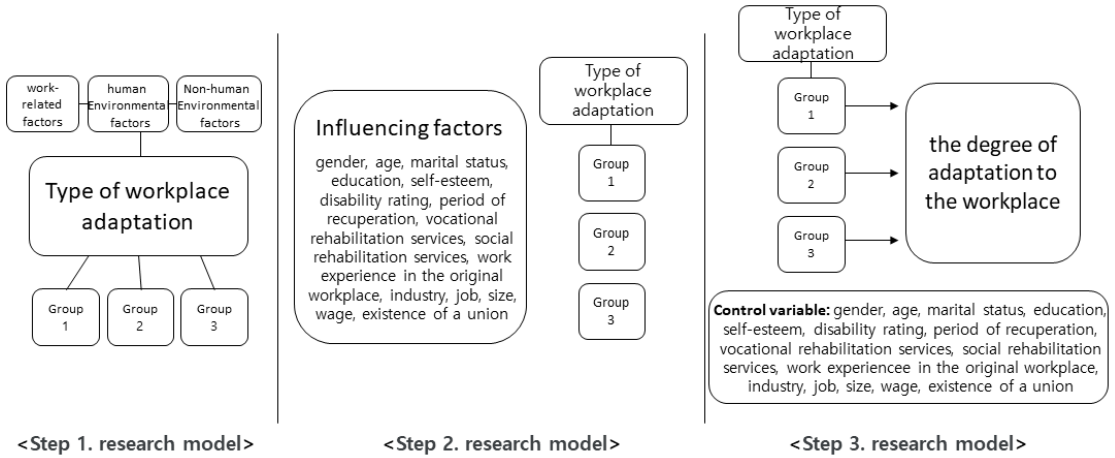 work-
related
factors
human
Environmental
factors
Non-human
Environmental
factors
Type of workplace
adaptation
Group
1
Group
2
Group
3
<Step 1. research model>
Influencing factors
gender, age, marital status,
education, self-esteem,
disability rating, period of
recuperation, vocational
rehabilitation services, social
rehabilitation services, work
experience in the original
workplace, industry, job, size,
wage, existence of a union
Type of
workplace
adaptation
Group
1
Group
2
Group
3
<Step 2. research model>
Type of
workplace
adaptation
Group
1
Group
2
Group
3
the degree of
adaptation to
the workplace
Control variable: gender, age, marital status, education,
self-esteem, disability rating, period of recuperation,
vocational rehabilitation services, social rehabilitation
services, work experiencee in the original workplace,
industry, job, size, wage, existence of a union
<Step 3. research model>